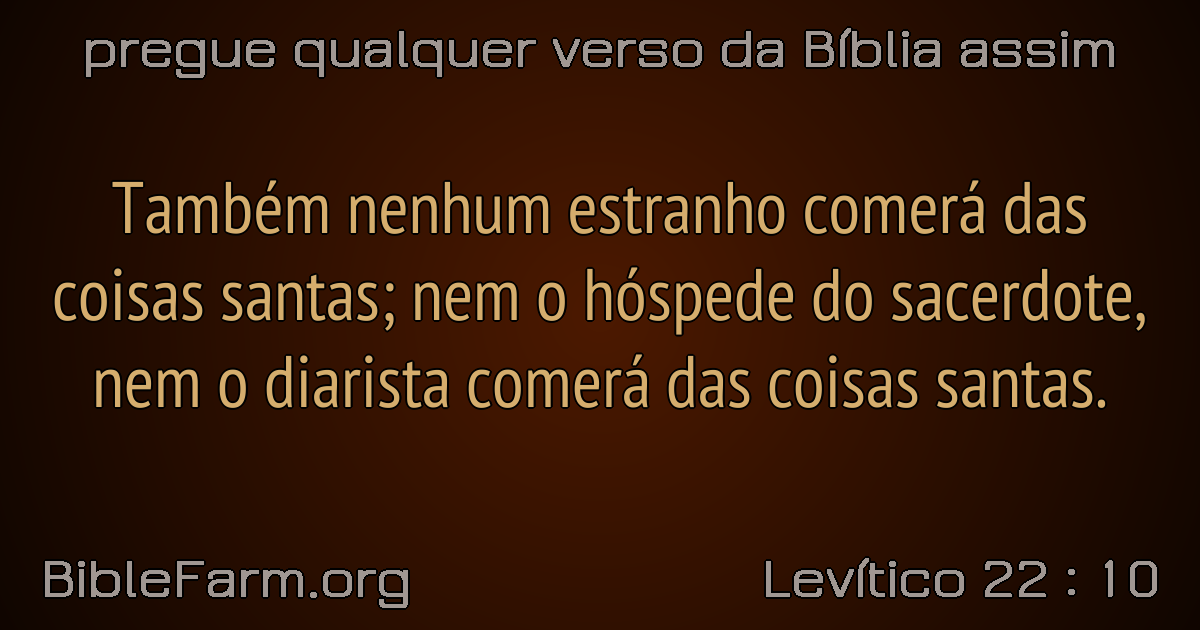 pregue qualquer verso da Bíblia assim
Também nenhum estranho comerá das
coisas santas; nem o hóspede do sacerdote,
nem o diarista comerá das coisas santas.
BibleFarm.org
Levítico 22 : 10